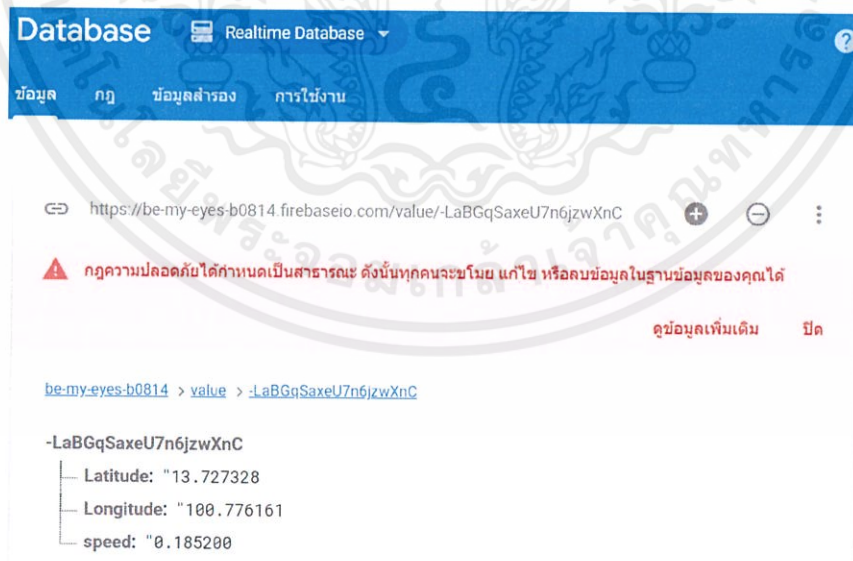 Database Realtime Database
ข้อมูล กฎ ข้อมูลสำรอง การใช้งาน
https://be-my-eyes-b0814.firebaseio.com/value/-LaBGqSaxeU7n6jzwXnC
กฎความปลอดภัยได้กำหนดเป็นสาธารณะ ดังนั้นทุกคนจะขโมย แก้ไข หรือลบข้อมูลในฐานข้อมูลของคุณได้
ดูข้อมูลเพิ่มเติม ปิด
be-my-eyes-b0814 > value > -LaBGqSaxeU7n6jzwXnC
-LaBGqSaxeU7n6jzwXnC
Latitude: "13.727328
Longitude: "100.776161
speed: "0.185200